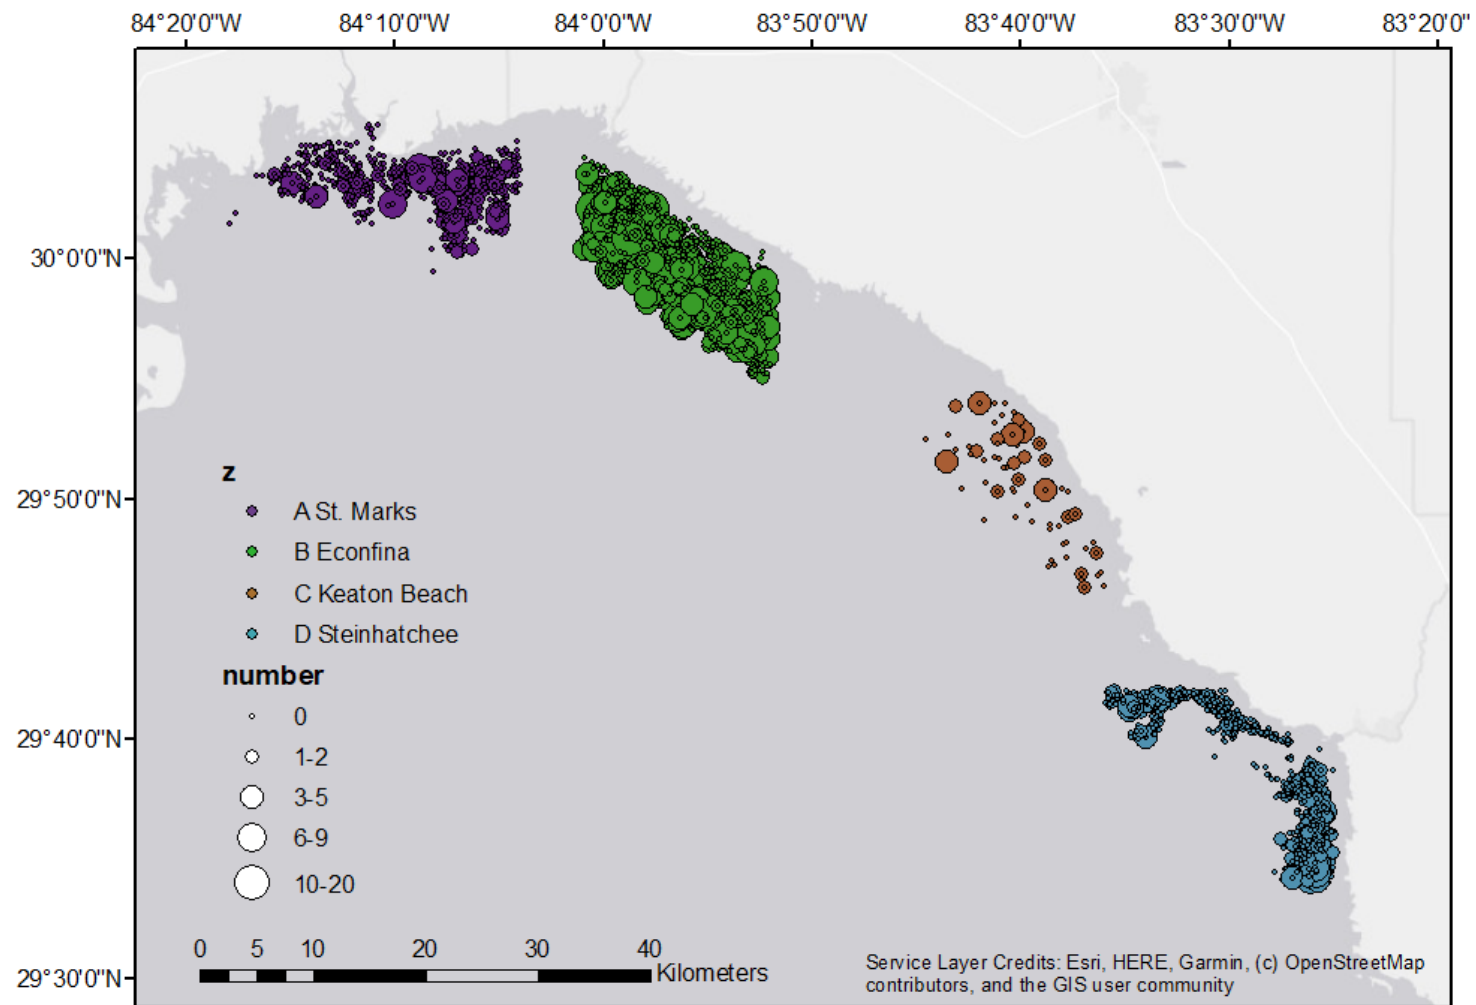 84°20'0"W 84°10'0"W 84°0'0"W 83°50'0"W 83°40'0"W 83°30'0"W 83°20'0"W
30°0'0"N
z
29°50'0"N
A St. Marks
B Econfina
C Keaton Beach
D Steinhatchee
number
0
29°40'0"N
1-2
3-5
6-9
10-20
0 5 10 20 30 40
Kilometers
29°30'0"N
Service Layer Credits: Esri, HERE, Garmin, (c) OpenStreetMap
contributors, and the GIS user community